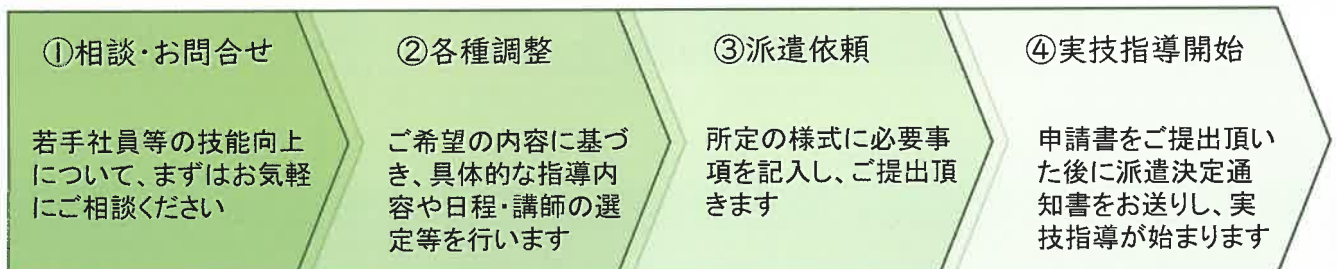 ①相談・お問合せ
若手社員等の技能向上
について、まずはお気軽
にご相談ください
②各種調整
ご希望の内容に基づ
き、具体的な指導内
容や日程・講師の選
定等を行います
③派遣依頼
所定の様式に必要事
項を記入し、ご提出頂
きます
④実技指導開始
申請書をご提出頂い
た後に派遣決定通
知書をお送りし、実
技指導が始まります